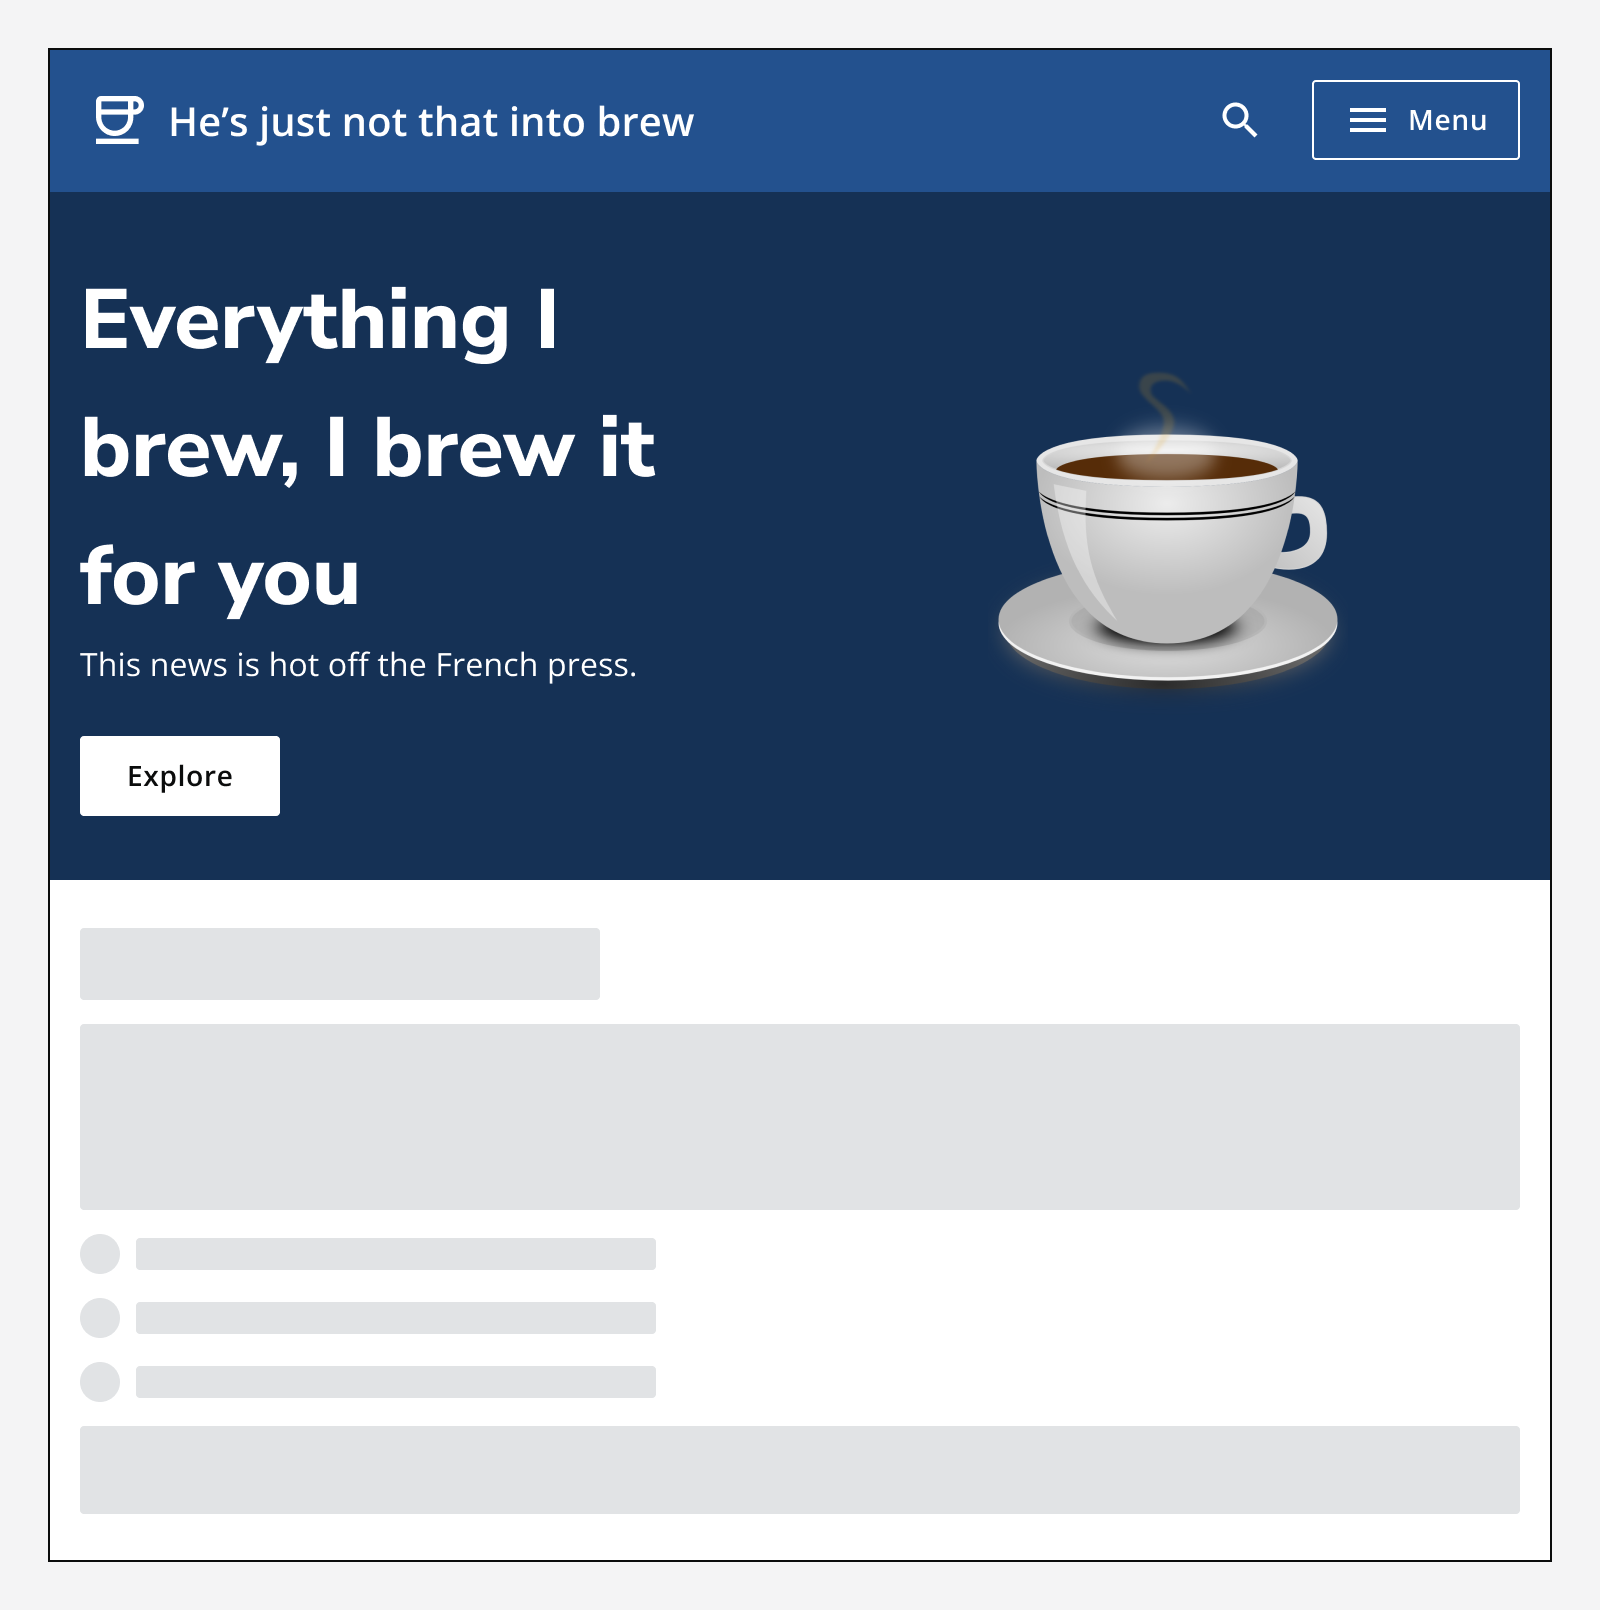 He’s just not that into brew
Menu
Everything I
brew, I brew it
for you
This news is hot off the French press.
Explore